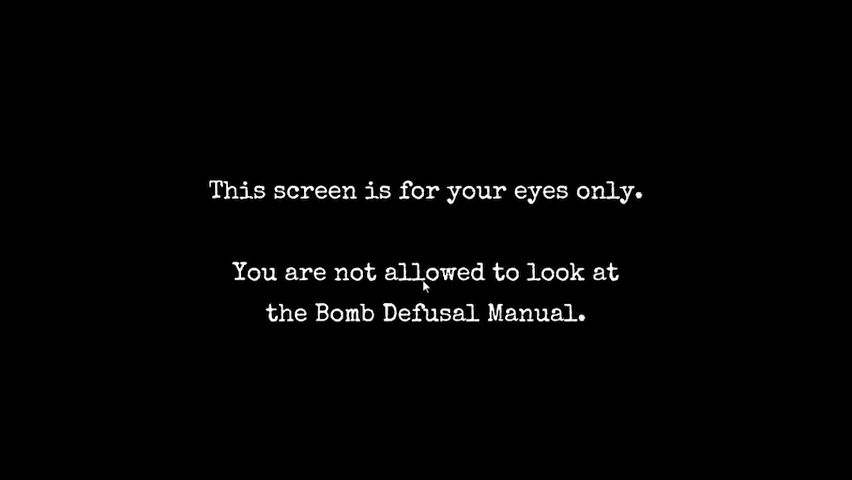 This screen is for your eyes only.
You are not allowed to look at
the Bomb Defusal Manual.